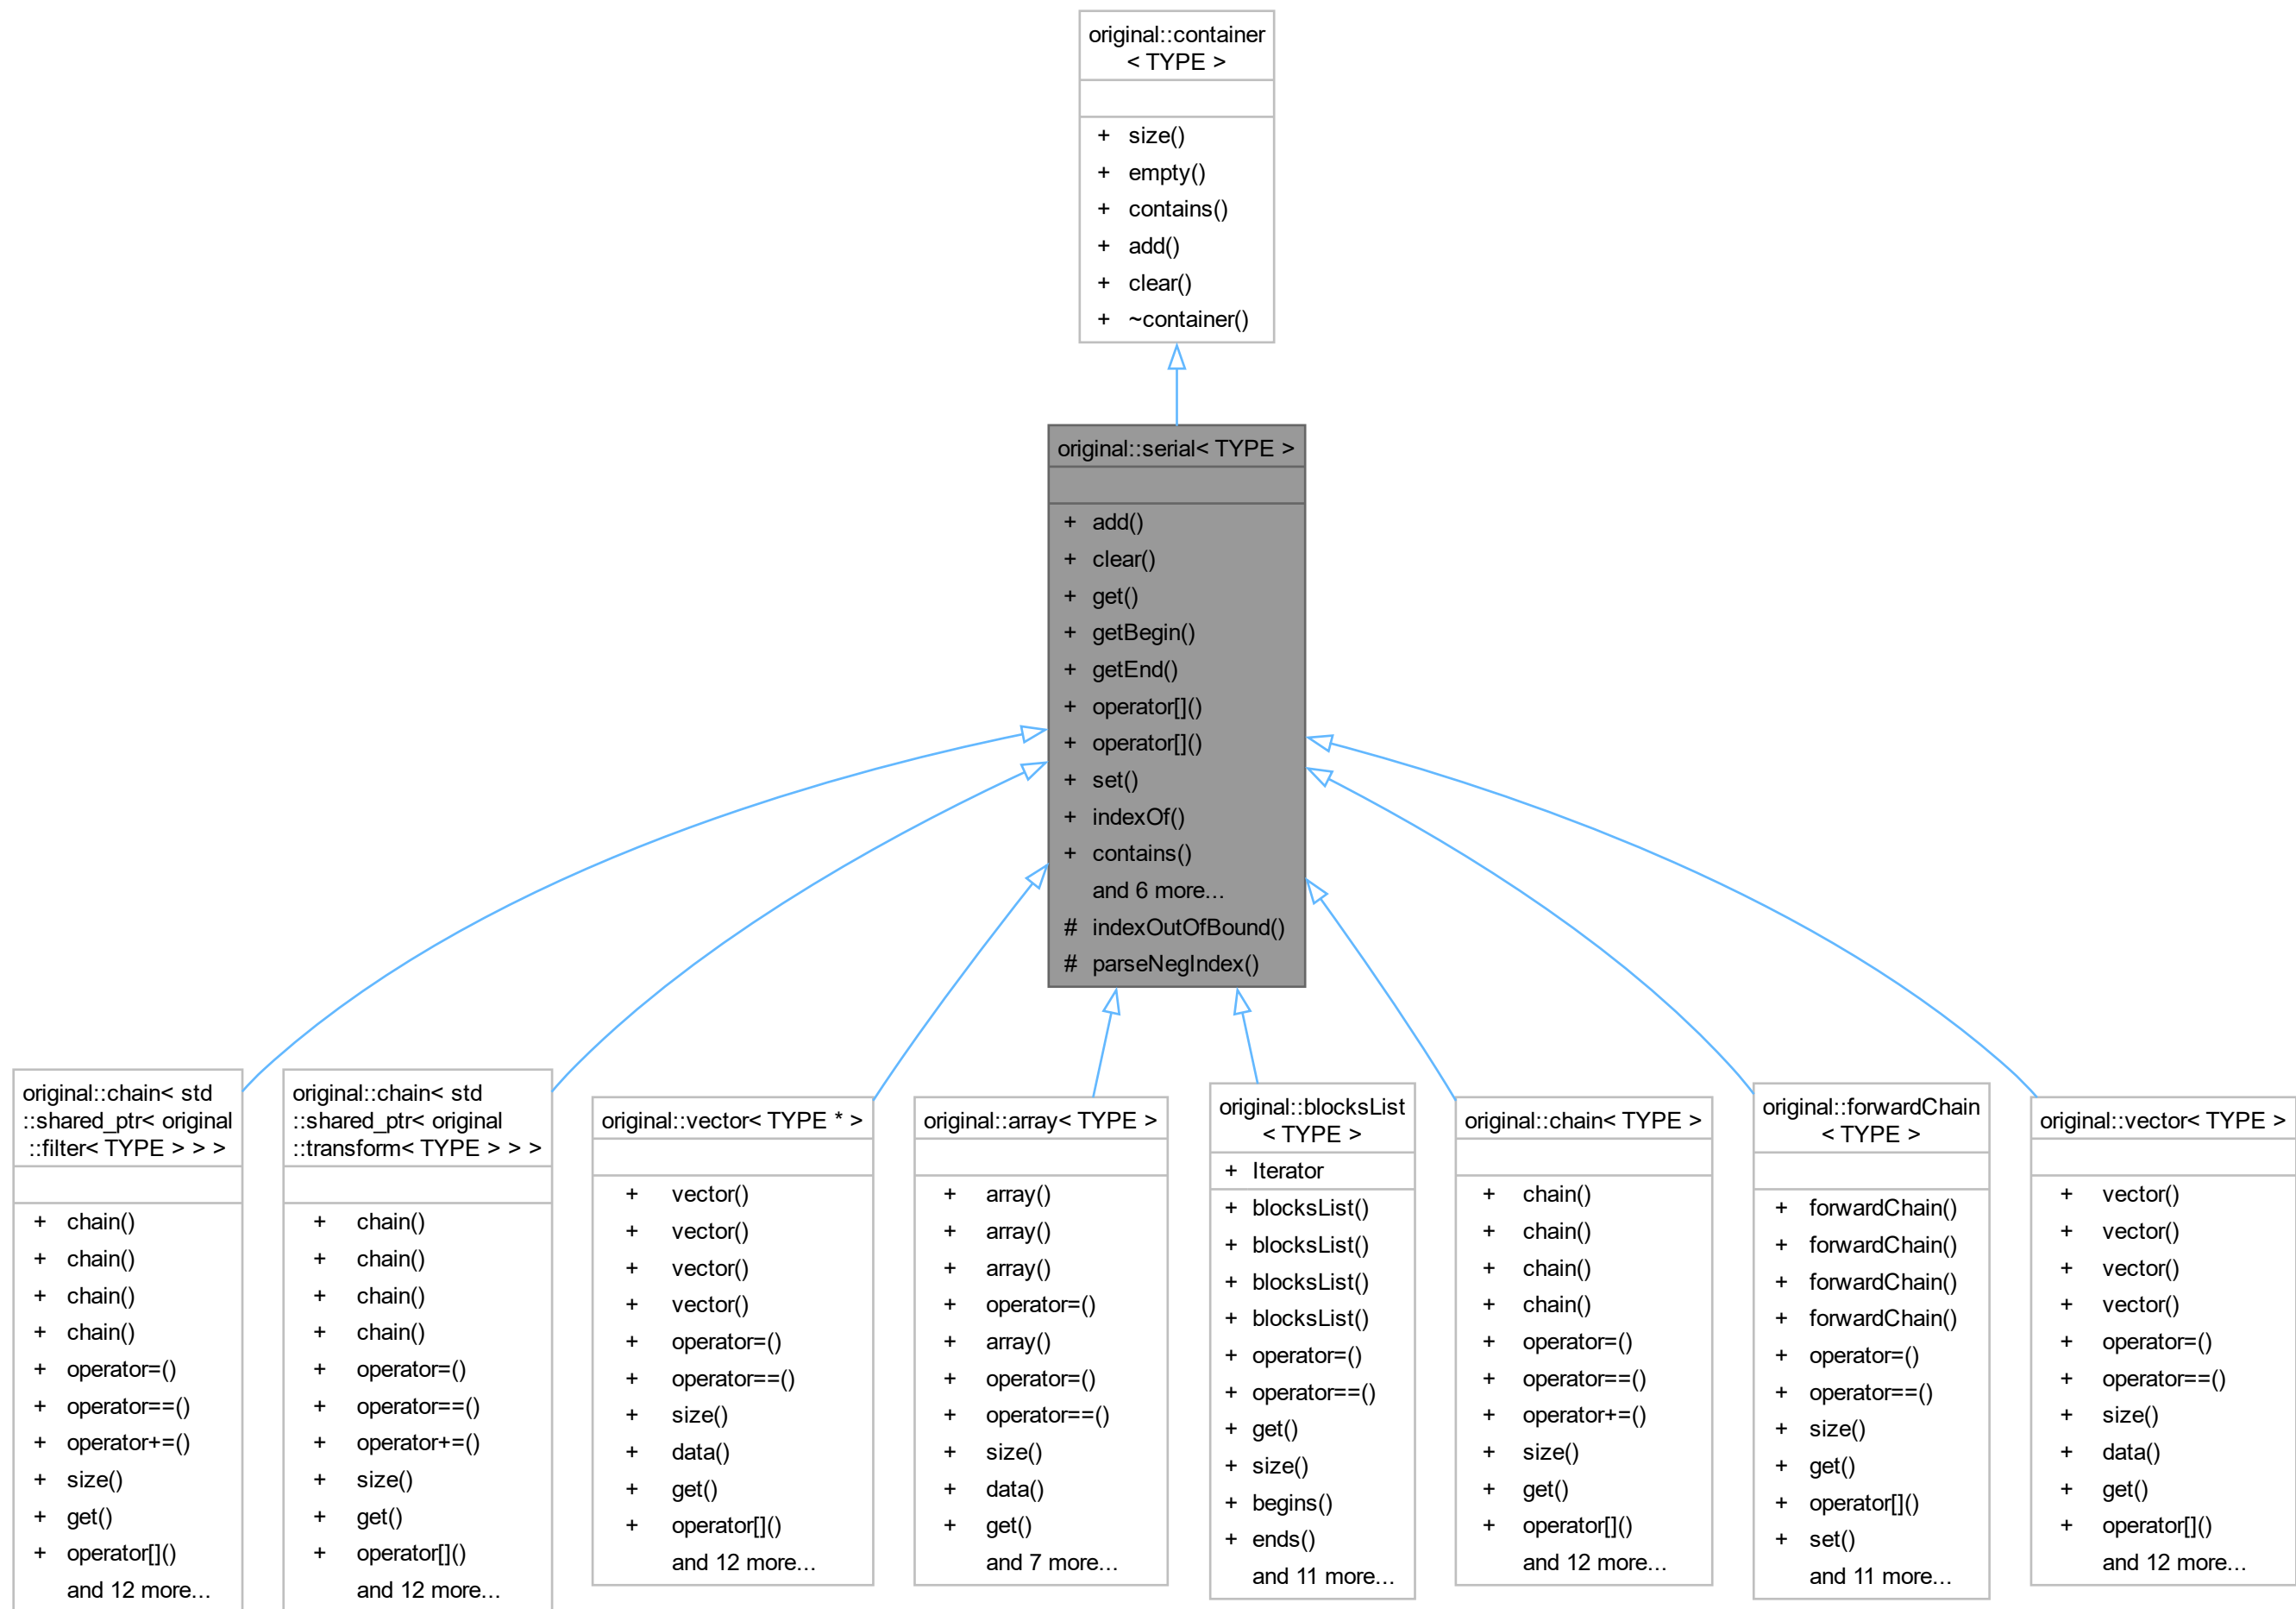 original::container
< TYPE >
+ size()
+ empty()
+ contains()
+ add()
+ clear()
+ ~container()
original::serial< TYPE >
+ add()
+ clear()
+ get()
+ getBegin()
+ getEnd()
+ operator[]()
+ operator[]()
+ set()
+ indexOf()
+ contains()
and 6 more...
# indexOutOfBound()
# parseNegIndex()
original::chain< std
::shared_ptr< original
::filter< TYPE > > >
+ chain()
+ chain()
+ chain()
+ chain()
+ operator=()
+ operator==()
+ operator+=()
+ size()
+ get()
+ operator[]()
and 12 more...
original::chain< std
::shared_ptr< original
::transform< TYPE > > >
+ chain()
+ chain()
+ chain()
+ chain()
+ operator=()
+ operator==()
+ operator+=()
+ size()
+ get()
+ operator[]()
and 12 more...
original::vector< TYPE * >
+ vector()
+ vector()
+ vector()
+ vector()
+ operator=()
+ operator==()
+ size()
+ data()
+ get()
+ operator[]()
and 12 more...
original::array< TYPE >
+ array()
+ array()
+ array()
+ operator=()
+ array()
+ operator=()
+ operator==()
+ size()
+ data()
+ get()
and 7 more...
original::blocksList
< TYPE >
+ Iterator
+ blocksList()
+ blocksList()
+ blocksList()
+ blocksList()
+ operator=()
+ operator==()
+ get()
+ size()
+ begins()
+ ends()
and 11 more...
original::chain< TYPE >
+ chain()
+ chain()
+ chain()
+ chain()
+ operator=()
+ operator==()
+ operator+=()
+ size()
+ get()
+ operator[]()
and 12 more...
original::forwardChain
< TYPE >
+ forwardChain()
+ forwardChain()
+ forwardChain()
+ forwardChain()
+ operator=()
+ operator==()
+ size()
+ get()
+ operator[]()
+ set()
and 11 more...
original::vector< TYPE >
+ vector()
+ vector()
+ vector()
+ vector()
+ operator=()
+ operator==()
+ size()
+ data()
+ get()
+ operator[]()
and 12 more...